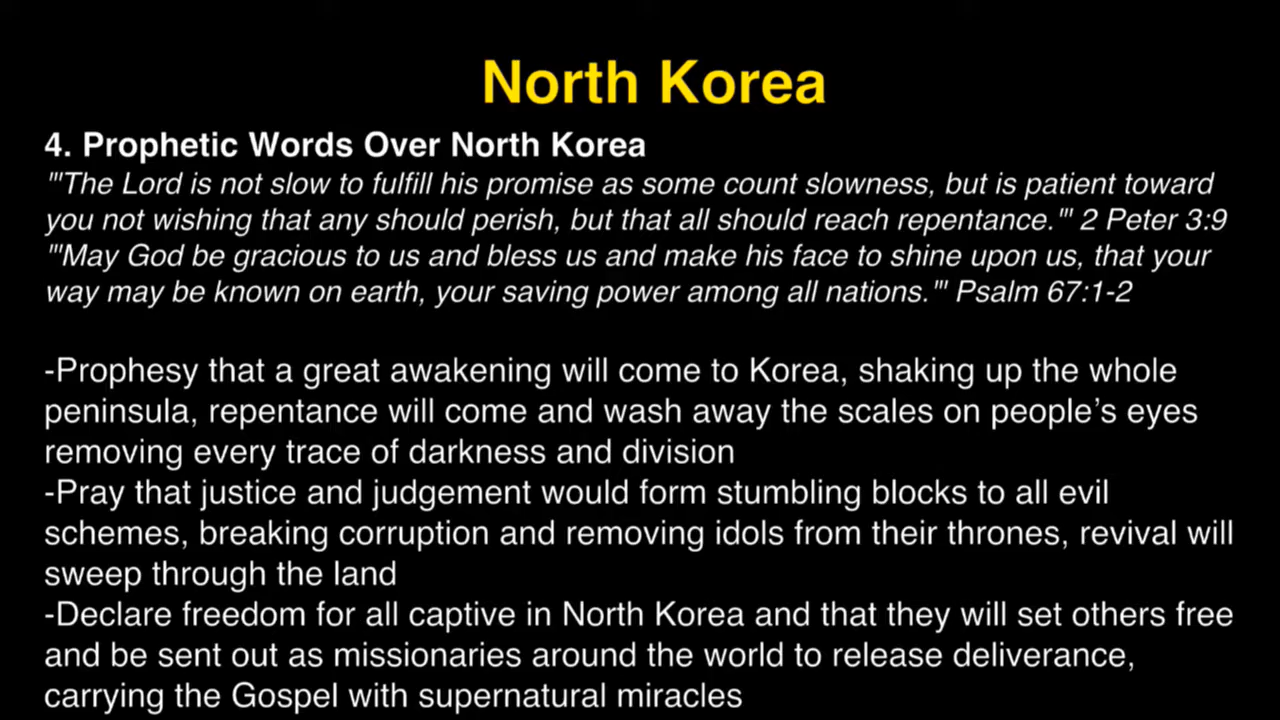 North Korea
4. Prophetic Words Over North Korea
"'The Lord is not slow to fulfill his promise as some count slowness, but is patient toward
you not wishing that any should perish, but that all should reach repentance."' 2 Peter 3:9
"'May God be gracious to us and bless us and make his face to shine upon us, that your
way may be known on earth, your saving power among all nations."' Psalm 67:1-2
-Prophesy that a great awakening will come to Korea, shaking up the whole
peninsula, repentance will come and wash away the scales on people’s eyes
removing every trace of darkness and division
-Pray that justice and judgement would form stumbling blocks to all evil
schemes, breaking corruption and removing idols from their thrones, revival will
sweep through the land
-Declare freedom for all captive in North Korea and that they will set others free
and be sent out as missionaries around the world to release deliverance,
carrying the Gospel with supernatural miracles